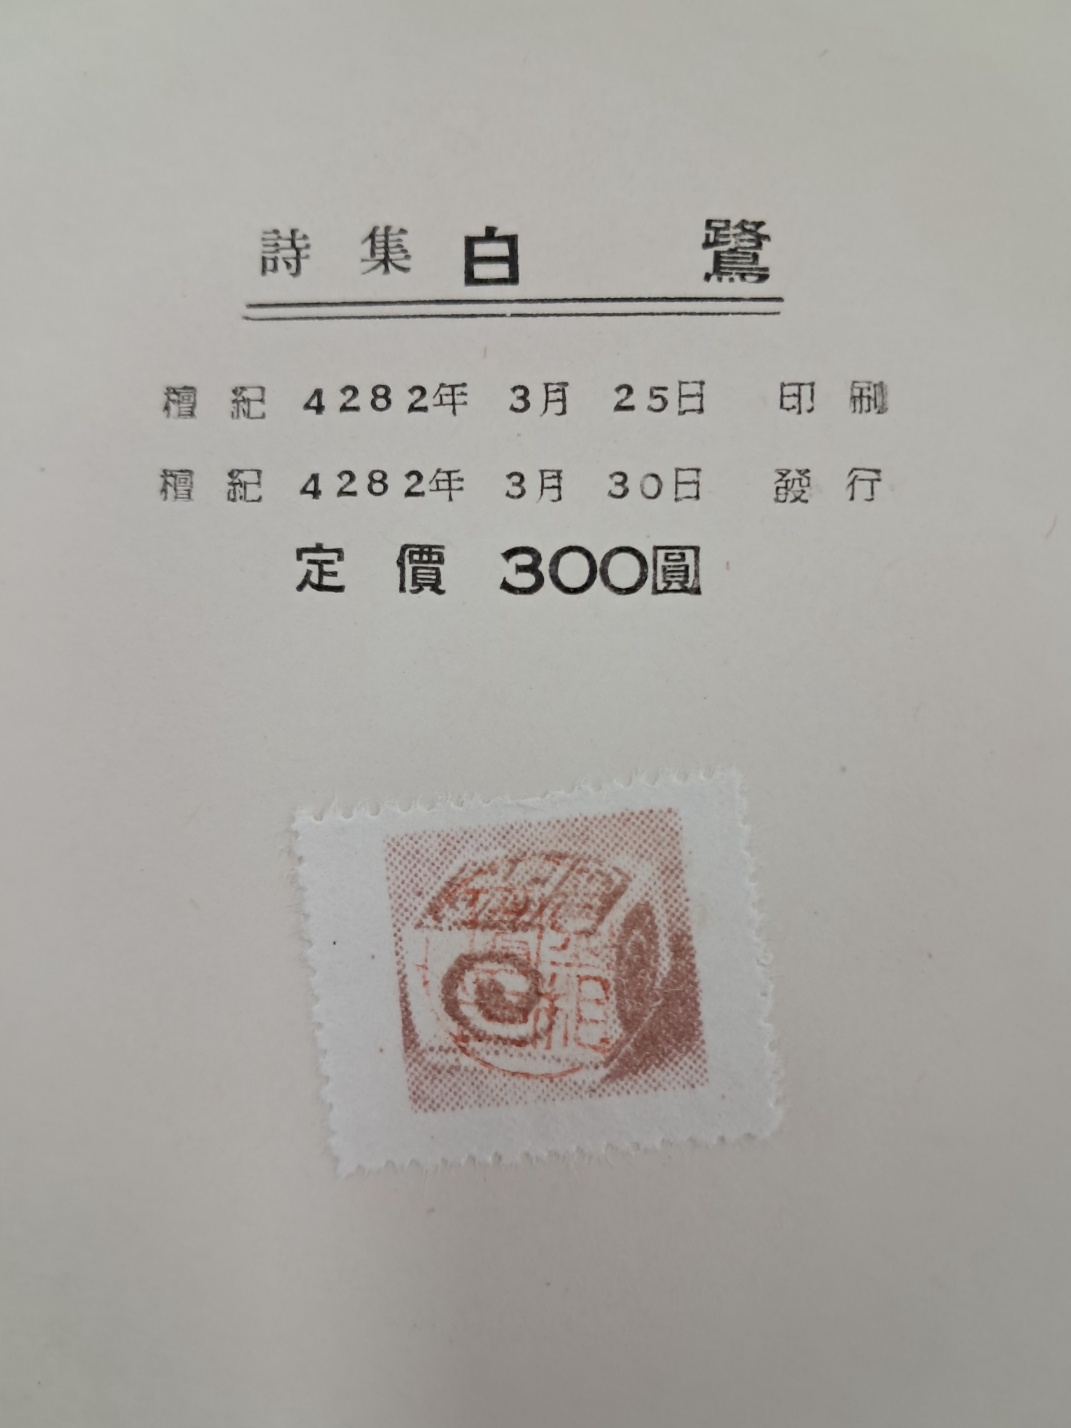 詩集 白鷺
檀紀 4282年 3月 25日 印刷
檀紀 4282年 3月 30日 發行
定價 300圓